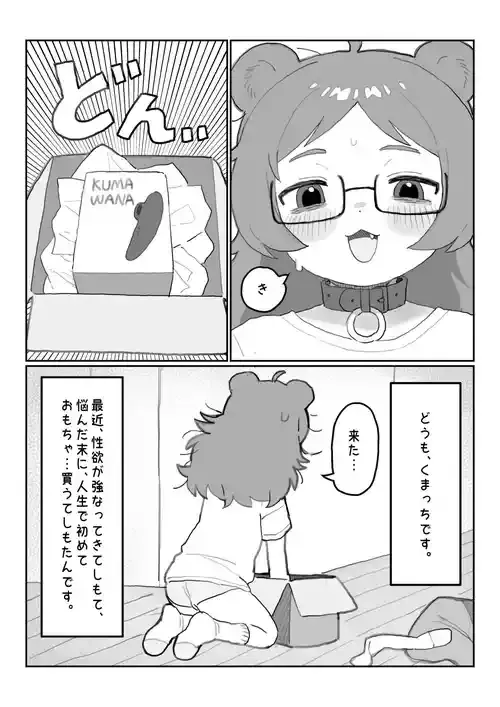 き
どん‥
KUMA
WANA
どうも、くまっちです。
来た…
最近、性欲が強なってきてしもて、
悩んだ末に、人生で初めて
おもちゃ…買うてしもたんです。